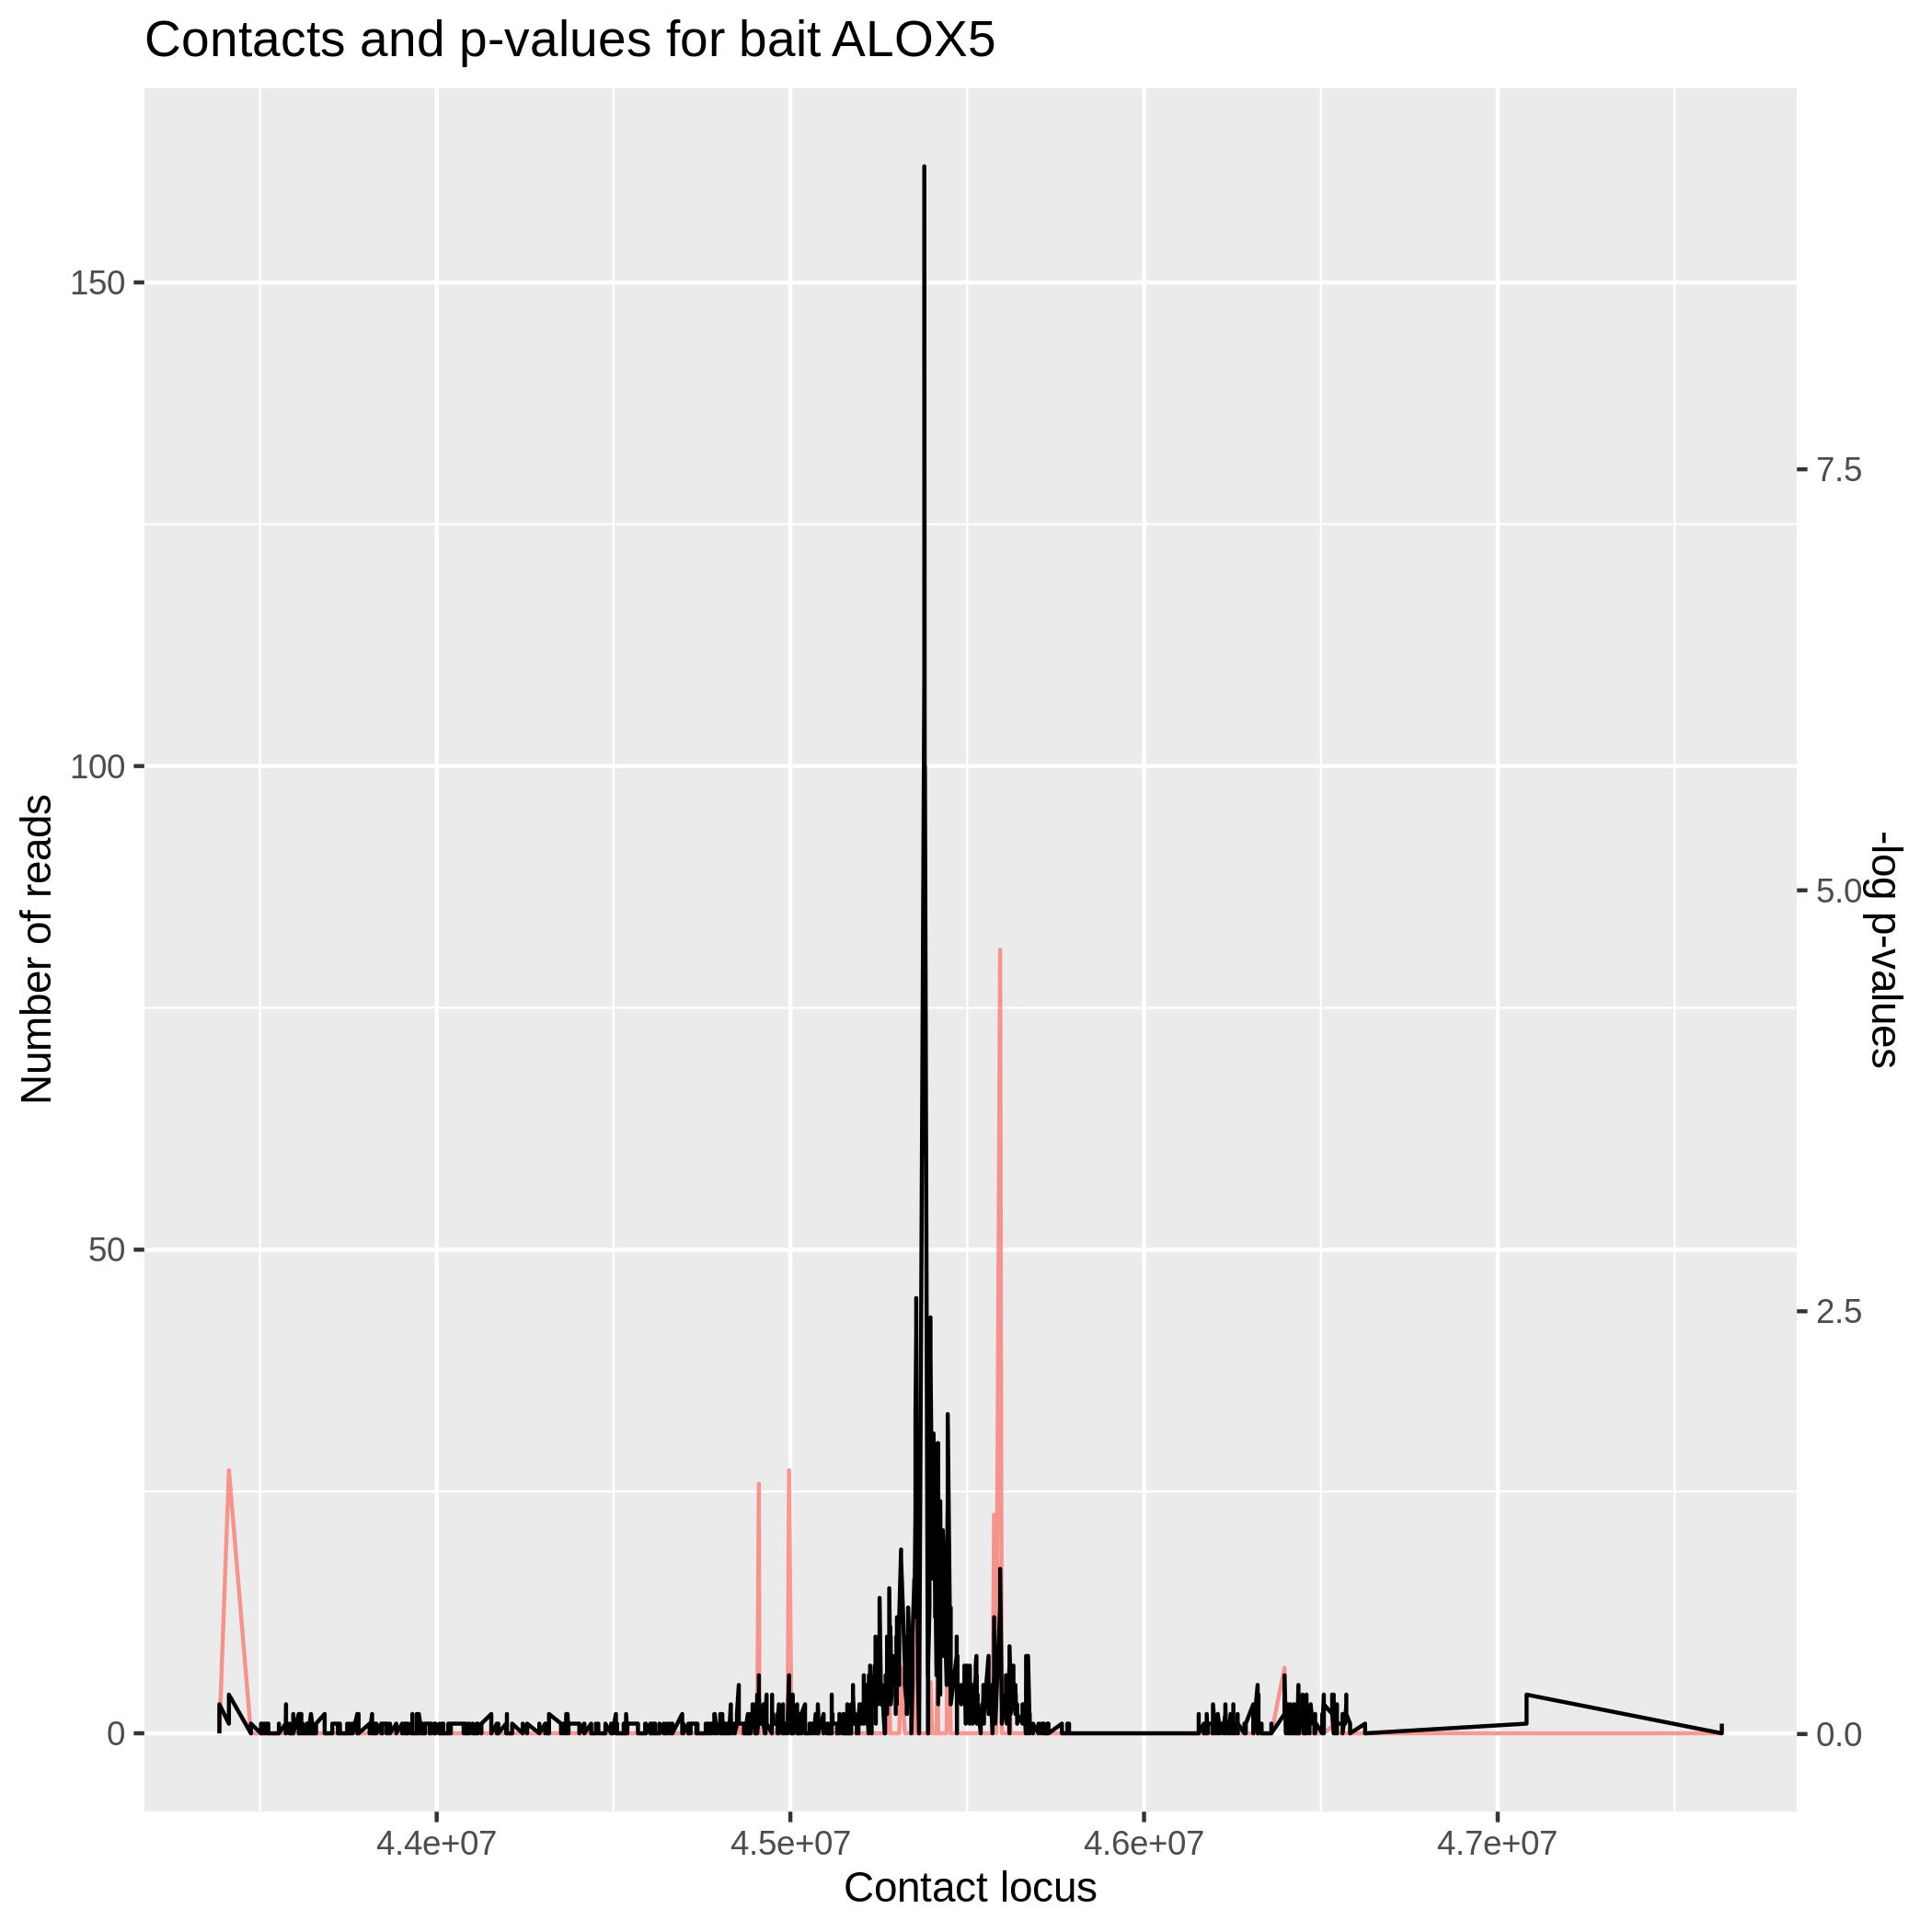 Contacts and p-values for bait ALOX5
Number of reads
150
100
50
0
7.5
5.0
2.5
0.0
-log p-values
4.4e+07
4.5e+07
4.6e+07
4.7e+07
Contact locus